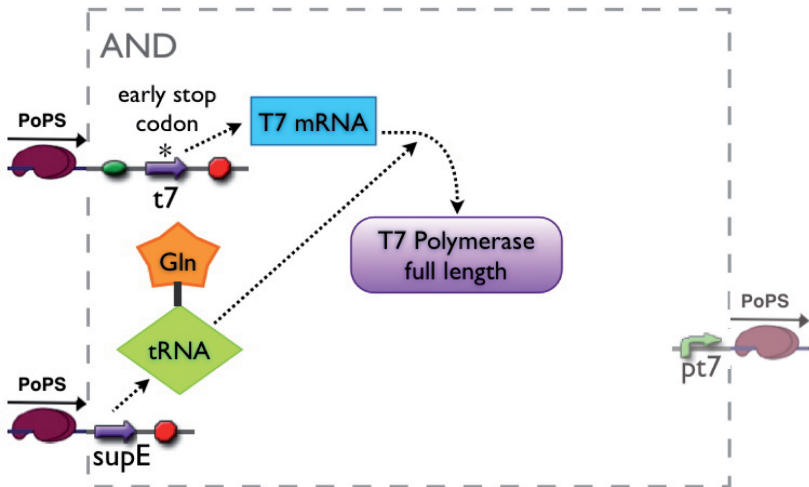 AND
early stop
codon
*
PoPS
T7 mRNA
t7
T7 Polymerase
full length
Gln
tRNA
PoPS
pt7
PoPS
supE